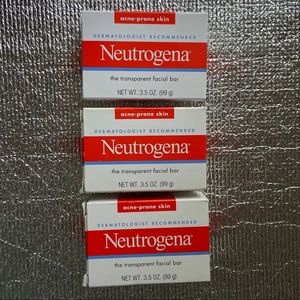 acne-prone skin
DERMATOLOGIST RECOMMENDED
Neutrogena®
the transparent facial bar
NET WT. 3.5 OZ. (99 g)
acne-prone skin
DERMATOLOGIST RECOMMENDED
Neutrogena®
the transparent facial bar
NET WT. 3.5 OZ. (99 g)
acne-prone skin
DERMATOLOGIST RECOMMENDED
Neutrogena®
the transparent facial bar
NET WT. 3.5 OZ. (99 g)